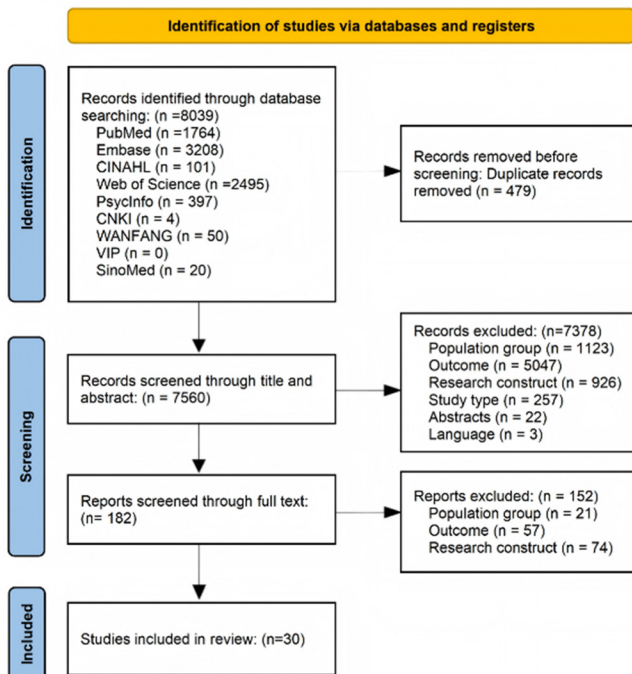 Identification of studies via databases and registers
Identification
Records identified through database
searching: (n =8039)
PubMed (n =1764)
Embase (n = 3208)
CINAHL (n = 101)
Web of Science (n =2495)
PsycInfo (n = 397)
CNKI (n = 4)
WANFANG (n = 50)
VIP (n = 0)
SinoMed (n = 20)
Records removed before
screening: Duplicate records
removed (n = 479)
Screening
Records screened through title and
abstract: (n = 7560)
Records excluded: (n=7378)
Population group (n = 1123)
Outcome (n = 5047)
Research construct (n = 926)
Study type (n = 257)
Abstracts (n = 22)
Language (n = 3)
Reports screened through full text:
(n= 182)
Reports excluded: (n = 152)
Population group (n = 21)
Outcome (n = 57)
Research construct (n = 74)
Included
Studies included in review: (n=30)